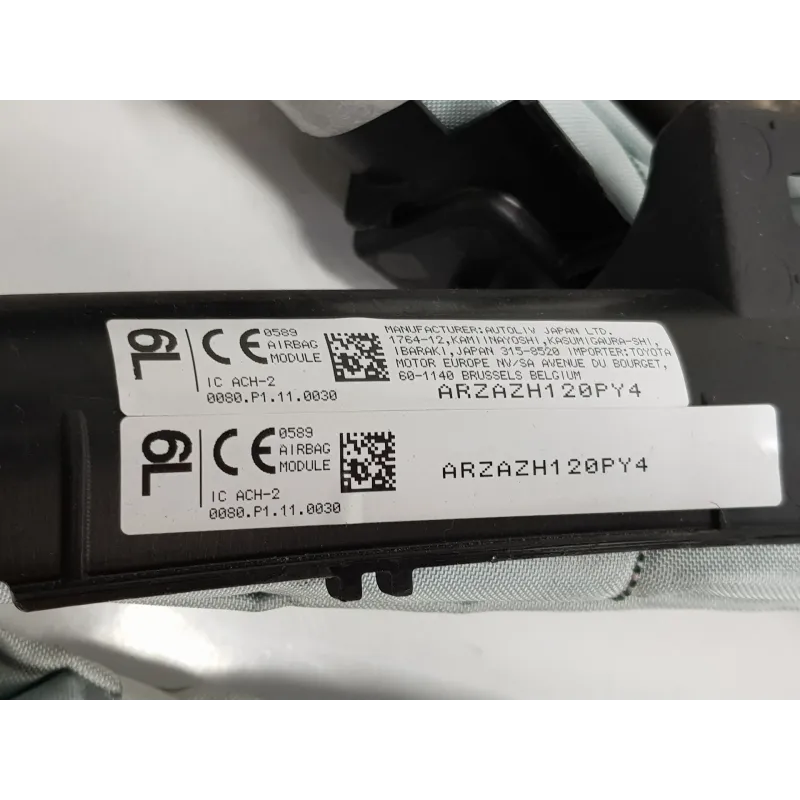 6L
CE 0589
AIRBAG
MODULE
IC ACH-2
0080.P1.11.0030
MANUFACTURER:AUTOLIV JAPAN LTD.
1764-12,KAMIINAYOSHI,KASUMIGAURA-SHI,
IBARAKI,JAPAN 315-8520 IMPORTER:TOYOTA
MOTOR EUROPE NV/SA AVENUE DU BOURGET,
60-1140 BRUSSELS BELGIUM
ARZAZH120PY4
6L
CE 0589
AIRBAG
MODULE
IC ACH-2
0080.P1.11.0030
ARZAZH120PY4